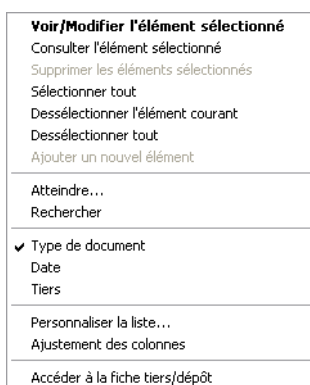 Voir/Modifier l'élément sélectionné
Consulter l'élément sélectionné
Supprimer les éléments sélectionnés
Sélectionner tout
Dessélectionner l'élément courant
Dessélectionner tout
Ajouter un nouvel élément
Atteindre...
Rechercher
Type de document
Date
Tiers
Personnaliser la liste...
Ajustement des colonnes
Accéder à la fiche tiers/dépôt